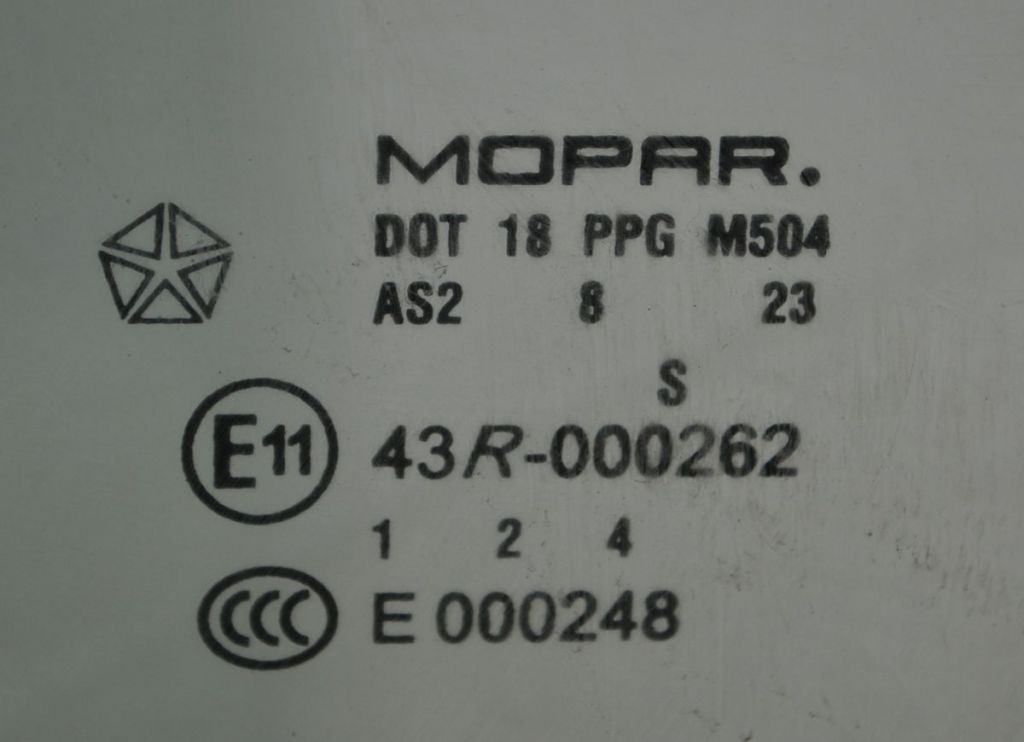 MOPAR.
DOT 18 PPG M504
AS2 8 23
S
E11 43R-000262
1 2 4
CCC E 000248